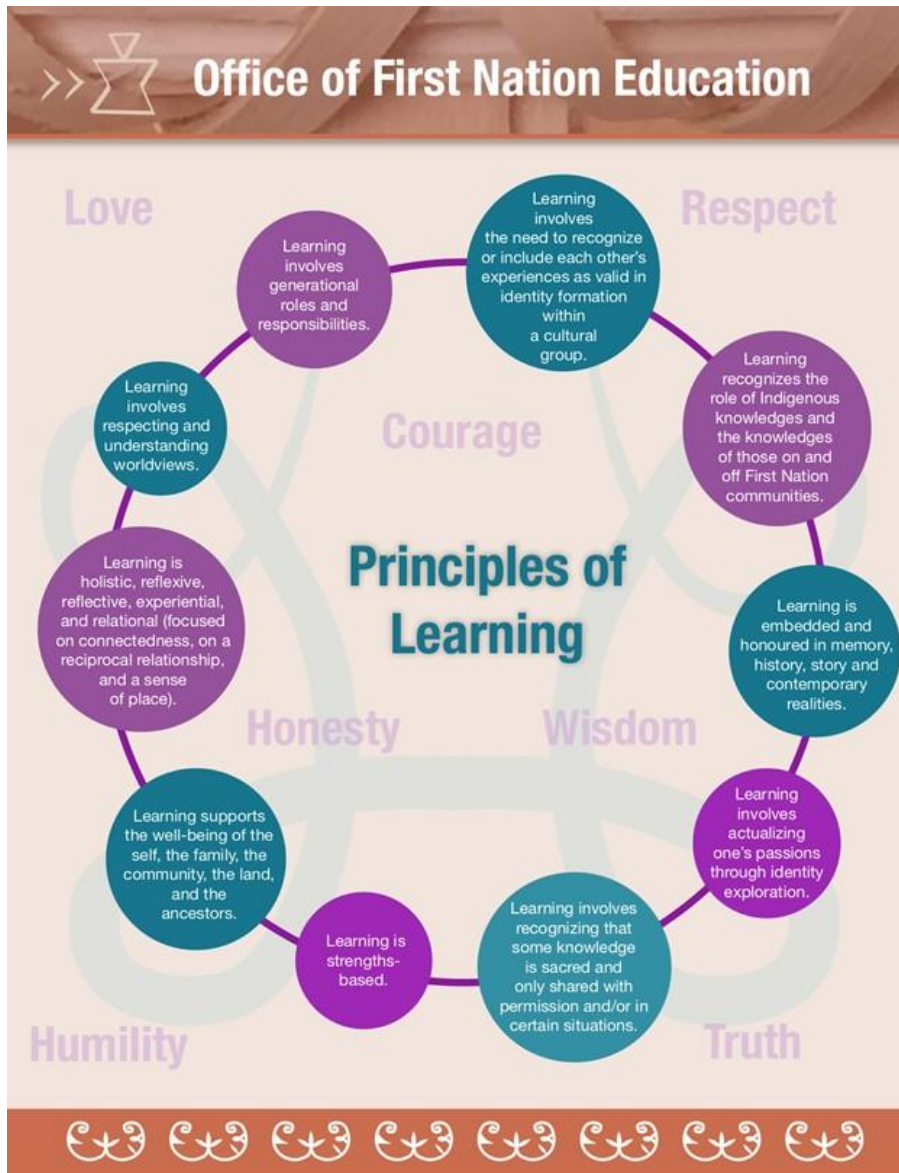 Office of First Nation Education
Love
Respect
Learning
involves
the need to recognize
or include each other's
experiences as valid in
identity formation
within
a cultural
group.
Learning
involves
generational
roles and
responsibilities.
Learning
recognizes the
role of Indigenous
knowledges and
the knowledges
of those on and
off First Nation
communities.
Learning
involves
respecting and
understanding
worldviews.
Courage
Principles of
Learning
Learning is
holistic, reflexive,
reflective, experiential,
and relational (focused
on connectedness, on a
reciprocal relationship,
and a sense
of place).
Learning is
embedded and
honoured in memory,
history, story and
contemporary
realities.
Honesty
Wisdom
Learning
involves
actualizing
one's passions
through identity
exploration.
Learning supports
the well-being of the
self, the family, the
community, the land,
and the
ancestors.
Learning is
strengths-
based.
Learning involves
recognizing that
some knowledge
is sacred and
only shared with
permission and/or in
certain situations.
Humility
Truth